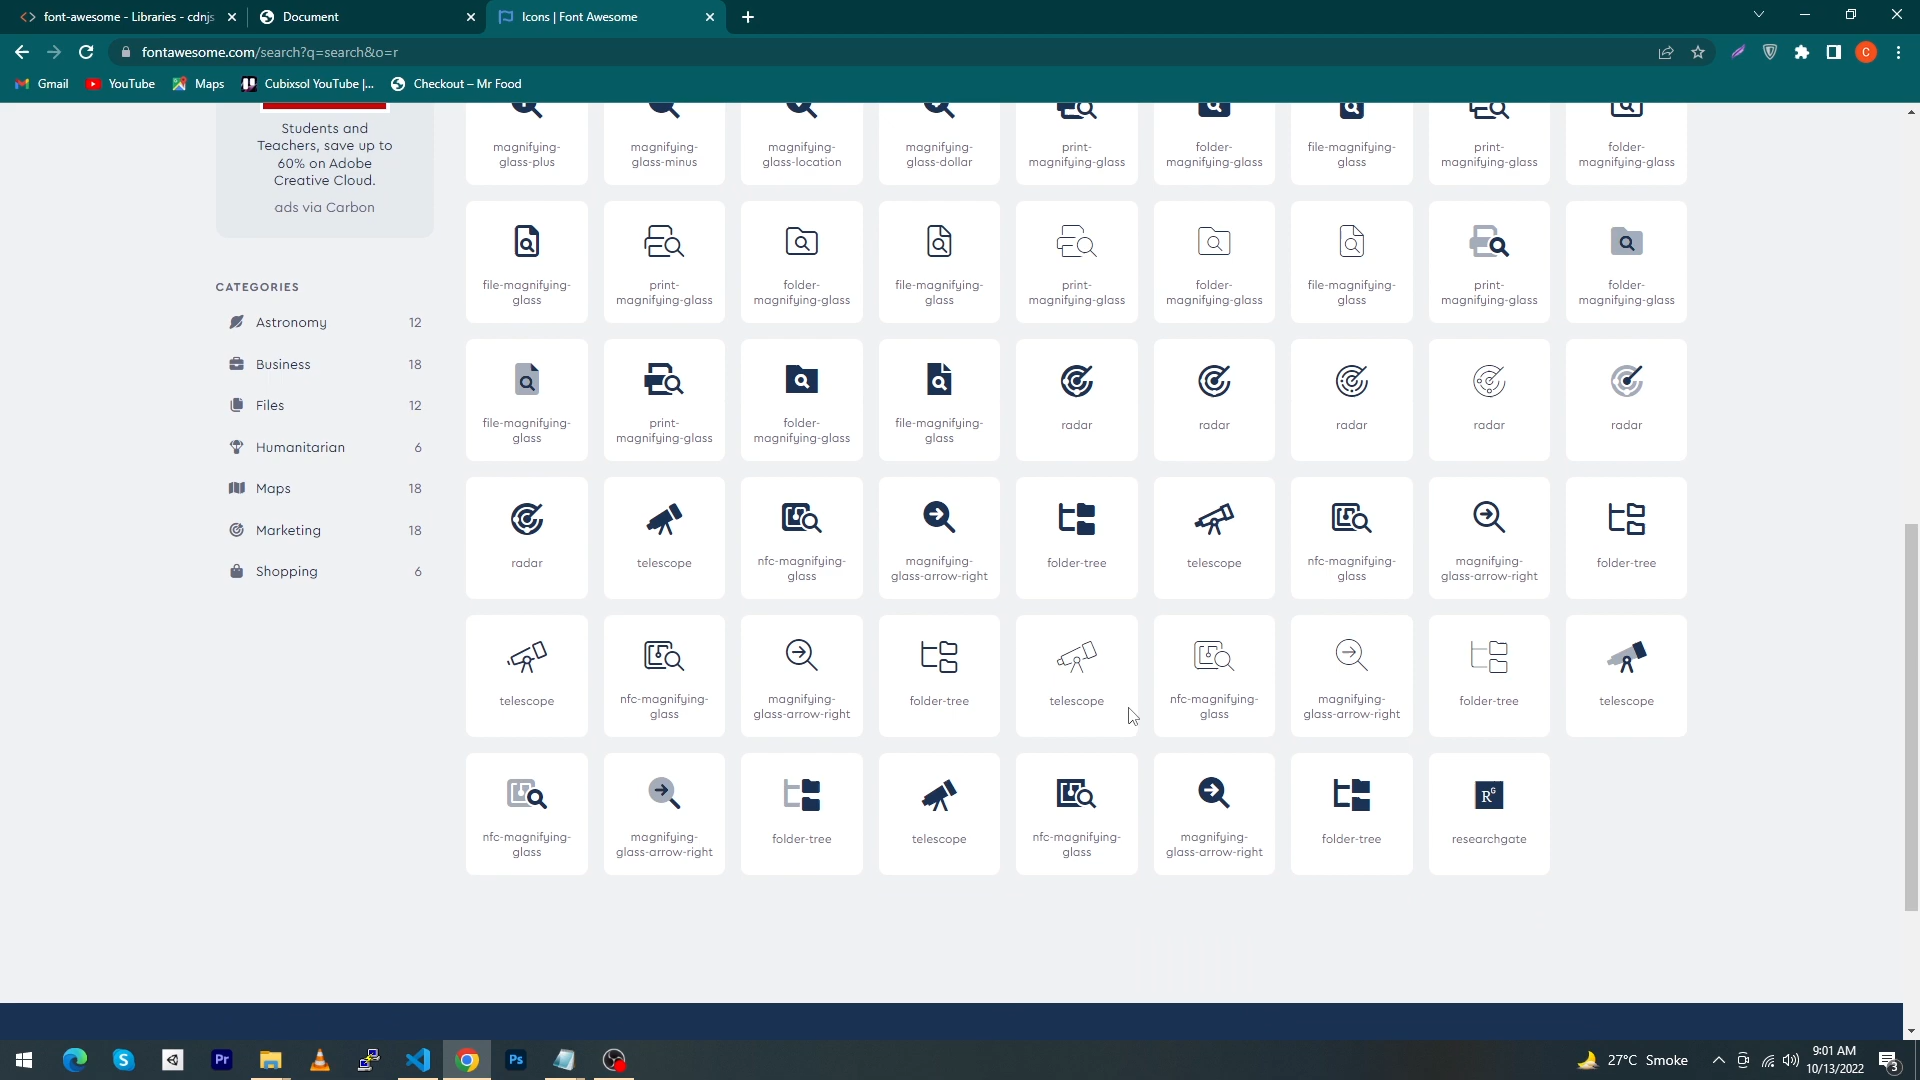 font-awesome - Libraries - cdnjs
Document
Icons | Font Awesome
fontawesome.com/search?q=search&o=r
C
Gmail
YouTube
Maps
Cubixsol YouTube |...
Checkout – Mr Food
Students and
Teachers, save up to
60% on Adobe
Creative Cloud.
ads via Carbon
CATEGORIES
Astronomy 12
Business 18
Files 12
Humanitarian 6
Maps 18
Marketing 18
Shopping 6
magnifying-
glass-plus
magnifying-
glass-minus
magnifying-
glass-location
magnifying-
glass-dollar
print-
magnifying-glass
folder-
magnifying-glass
file-magnifying-
glass
print-
magnifying-glass
folder-
magnifying-glass
file-magnifying-
glass
print-
magnifying-glass
folder-
magnifying-glass
file-magnifying-
glass
print-
magnifying-glass
folder-
magnifying-glass
file-magnifying-
glass
print-
magnifying-glass
folder-
magnifying-glass
file-magnifying-
glass
print-
magnifying-glass
folder-
magnifying-glass
file-magnifying-
glass
radar
radar
radar
radar
radar
radar
telescope
nfc-magnifying-
glass
magnifying-
glass-arrow-right
folder-tree
telescope
nfc-magnifying-
glass
magnifying-
glass-arrow-right
folder-tree
telescope
nfc-magnifying-
glass
magnifying-
glass-arrow-right
folder-tree
telescope
nfc-magnifying-
glass
magnifying-
glass-arrow-right
folder-tree
telescope
nfc-magnifying-
glass
magnifying-
glass-arrow-right
folder-tree
telescope
nfc-magnifying-
glass
magnifying-
glass-arrow-right
folder-tree
RG
researchgate
S
Pr
Ps
27°C Smoke
9:01 AM
10/13/2022
3